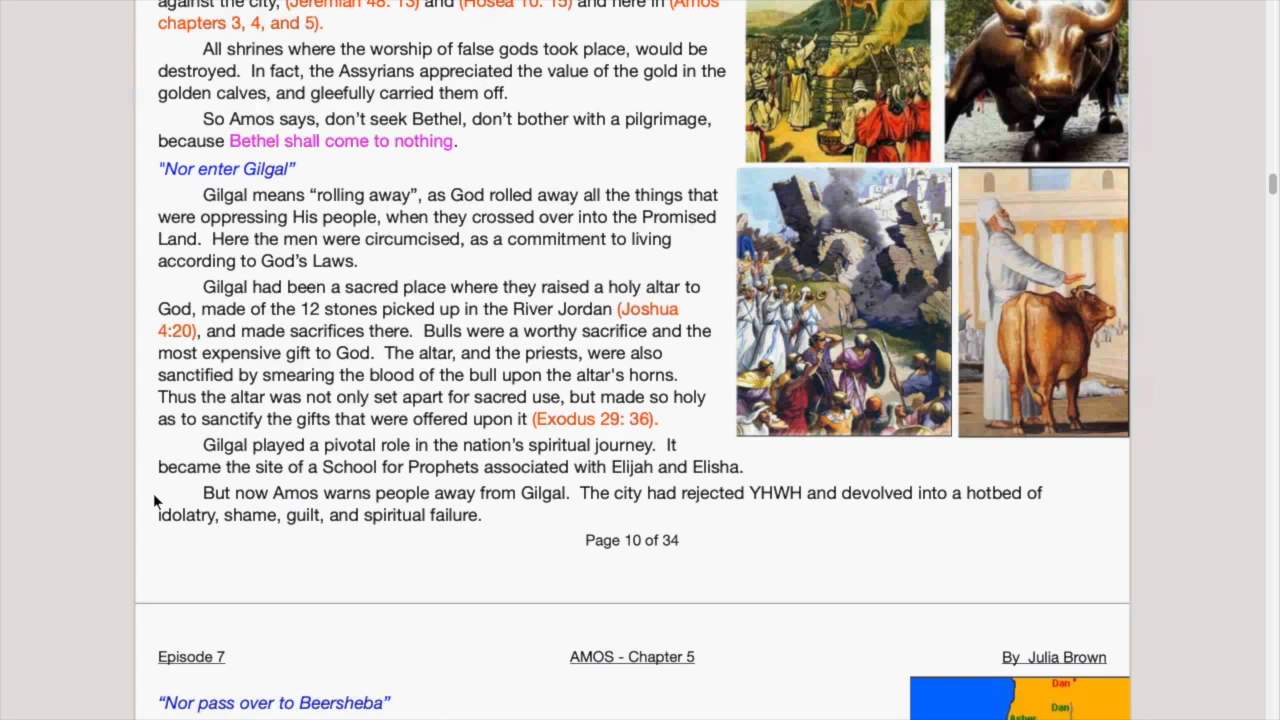 against the city, (Jeremiah 48: 13) and (Hosea 10: 15) and here in (Amos
chapters 3, 4, and 5).
All shrines where the worship of false gods took place, would be
destroyed.  In fact, the Assyrians appreciated the value of the gold in the
golden calves, and gleefully carried them off.
So Amos says, don’t seek Bethel, don’t bother with a pilgrimage,
because Bethel shall come to nothing.
"Nor enter Gilgal”
Gilgal means “rolling away”, as God rolled away all the things that
were oppressing His people, when they crossed over into the Promised
Land.  Here the men were circumcised, as a commitment to living
according to God’s Laws.
Gilgal had been a sacred place where they raised a holy altar to
God, made of the 12 stones picked up in the River Jordan (Joshua
4:20), and made sacrifices there.  Bulls were a worthy sacrifice and the
most expensive gift to God.  The altar, and the priests, were also
sanctified by smearing the blood of the bull upon the altar's horns.
Thus the altar was not only set apart for sacred use, but made so holy
as to sanctify the gifts that were offered upon it (Exodus 29: 36).
Gilgal played a pivotal role in the nation’s spiritual journey.  It
became the site of a School for Prophets associated with Elijah and Elisha.
But now Amos warns people away from Gilgal.  The city had rejected YHWH and devolved into a hotbed of
idolatry, shame, guilt, and spiritual failure.
Page 10 of 34
Episode 7
AMOS - Chapter 5
By  Julia Brown
“Nor pass over to Beersheba”
Dan
Dan
Asher